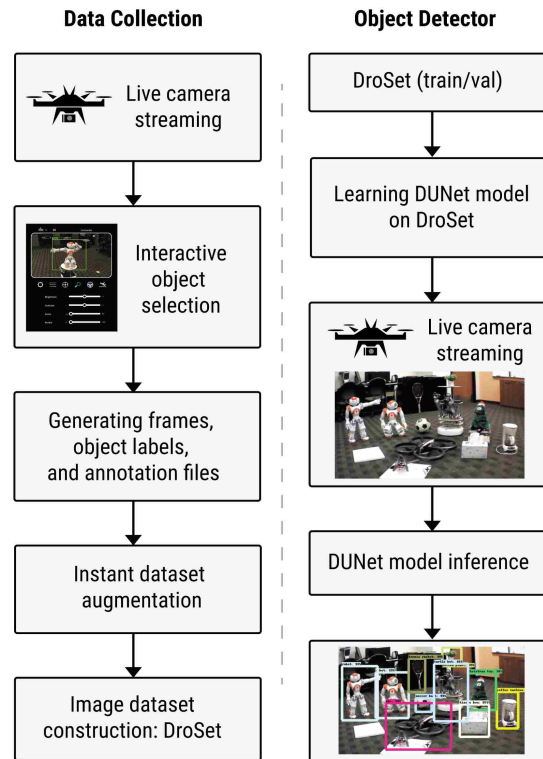 Data Collection
Live camera
streaming
Interactive
object
selection
Generating frames,
object labels,
and annotation files
Instant dataset
augmentation
Image dataset
construction: DroSet
Object Detector
DroSet (train/val)
Learning DUNet model
on DroSet
Live camera
streaming
DUNet model inference